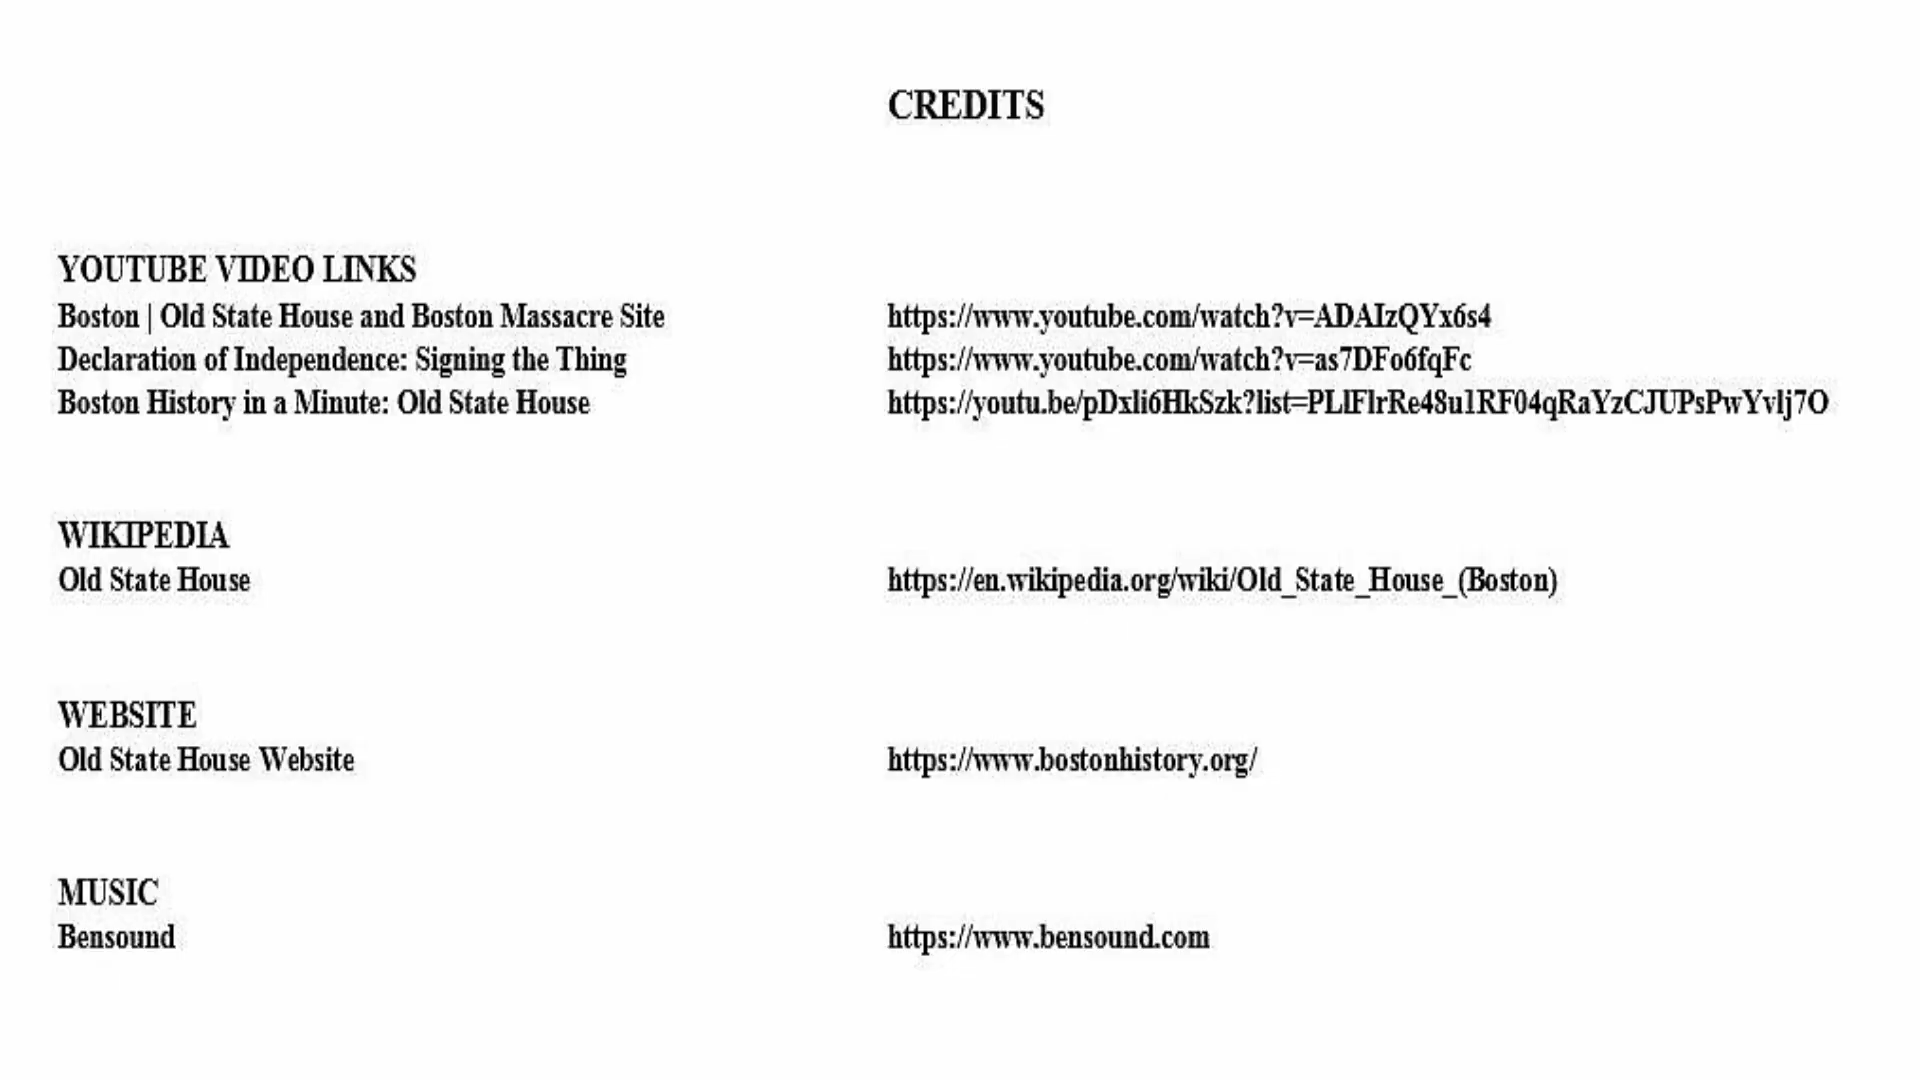 CREDITS
YOUTUBE VIDEO LINKS
Boston | Old State House and Boston Massacre Site https://www.youtube.com/watch?v=ADAIzQYx6s4
Declaration of Independence: Signing the Thing https://www.youtube.com/watch?v=as7DFo6fqFc
Boston History in a Minute: Old State House https://youtu.be/pDxli6HkSzk?list=PLlFlrRe48u1RF04qRaYzCJUPsPwYvlj7O
WIKIPEDIA
Old State House https://en.wikipedia.org/wiki/Old_State_House_(Boston)
WEBSITE
Old State House Website https://www.bostonhistory.org/
MUSIC
Bensound https://www.bensound.com